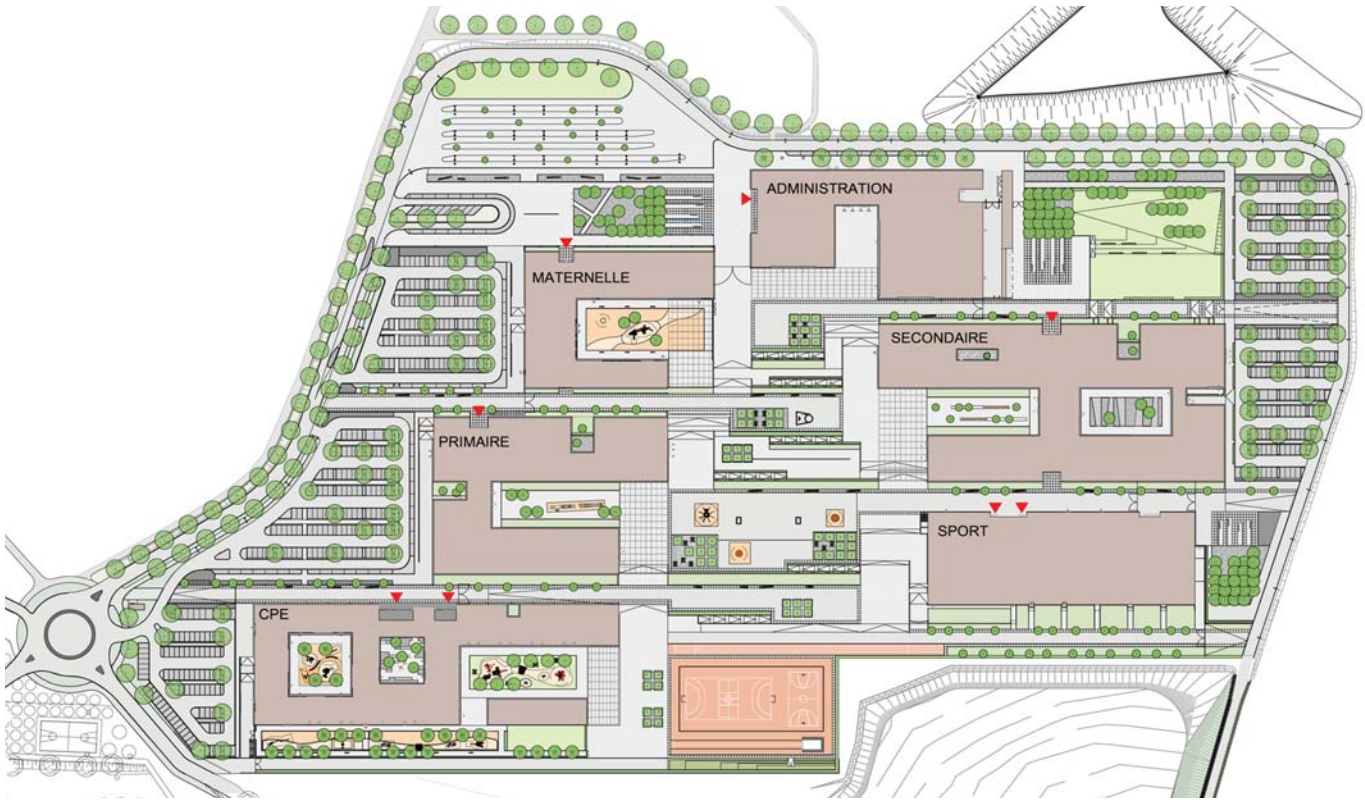 ADMINISTRATION
MATERNELLE
SECONDAIRE
PRIMAIRE
SPORT
CPE